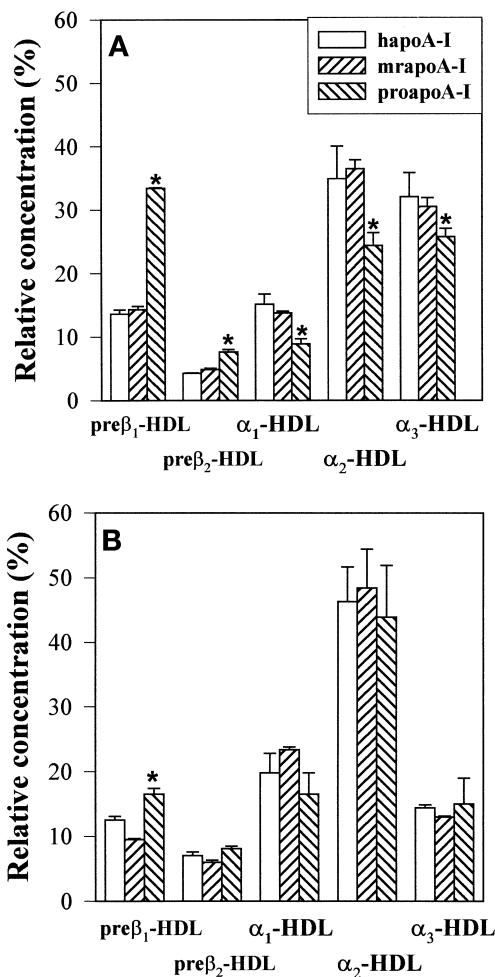 A
hapoA-I
mrapoA-I
proapoA-I
Relative concentration (%)
60
50
40
30
20
10
0
*
*
*
*
*
preβ₁-HDL
α₁-HDL
α₃-HDL
preβ₂-HDL
α₂-HDL
B
Relative concentration (%)
60
50
40
30
20
10
0
*
preβ₁-HDL
α₁-HDL
α₃-HDL
preβ₂-HDL
α₂-HDL